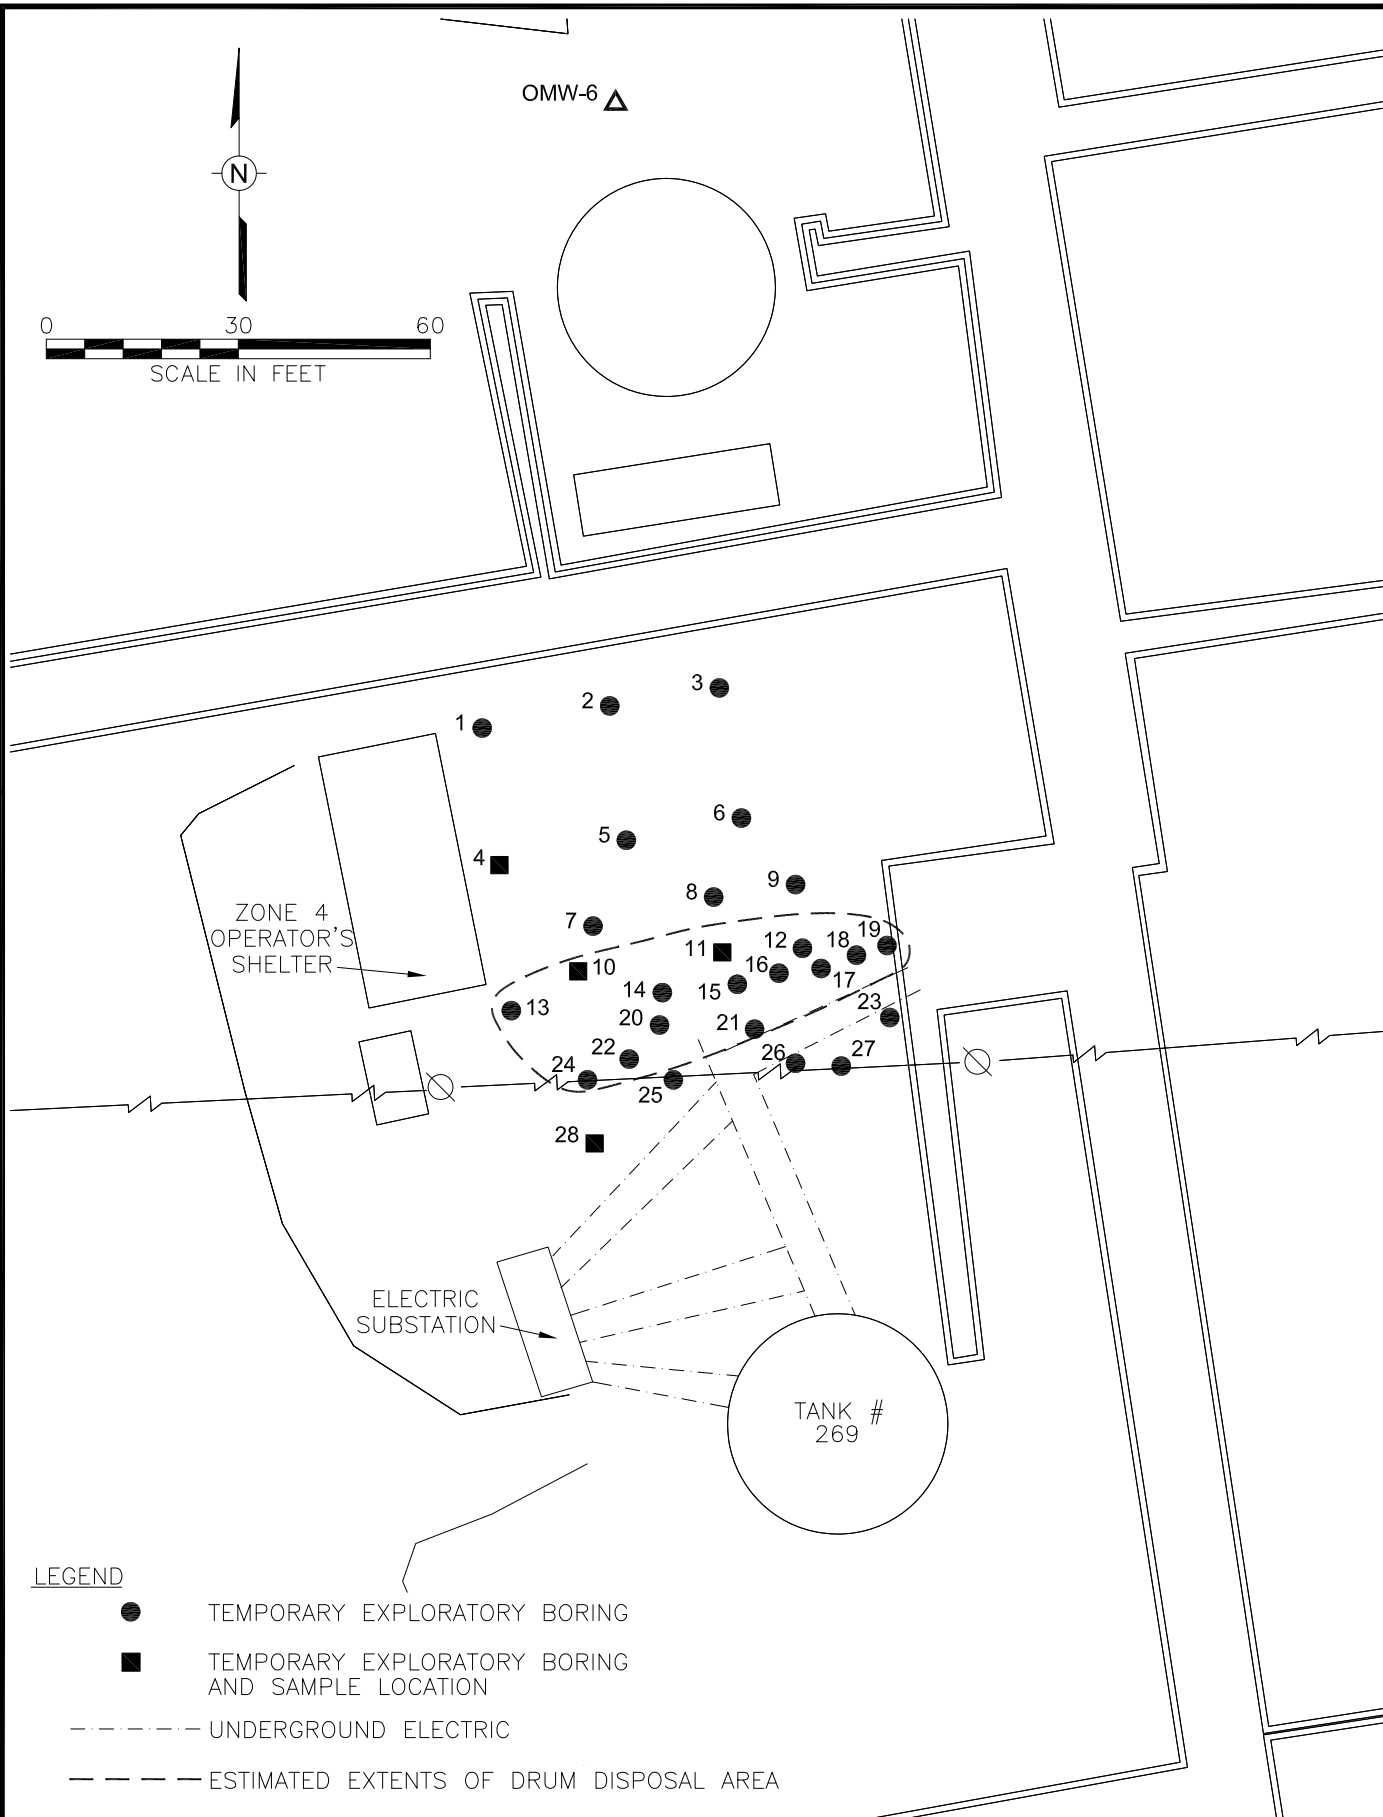 OMW-6
N
0 30 60
SCALE IN FEET
3
2
1
6
5
4
9
8
7
ZONE 4
OPERATOR'S
SHELTER
19
12
18
11
16
10
17
15
14
13
23
20
21
22
26
27
24
25
28
ELECTRIC
SUBSTATION
TANK #
269
LEGEND
TEMPORARY EXPLORATORY BORING
TEMPORARY EXPLORATORY BORING
AND SAMPLE LOCATION
UNDERGROUND ELECTRIC
ESTIMATED EXTENTS OF DRUM DISPOSAL AREA